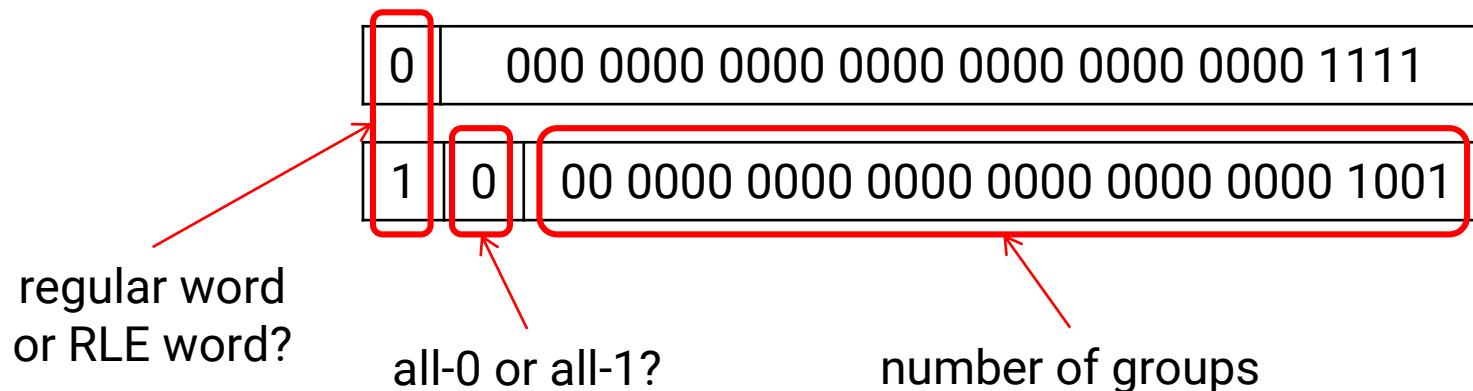 0 000 0000 0000 0000 0000 0000 0000 1111
1 0 00 0000 0000 0000 0000 0000 0000 1001
regular word
or RLE word?
all-0 or all-1?
number of groups